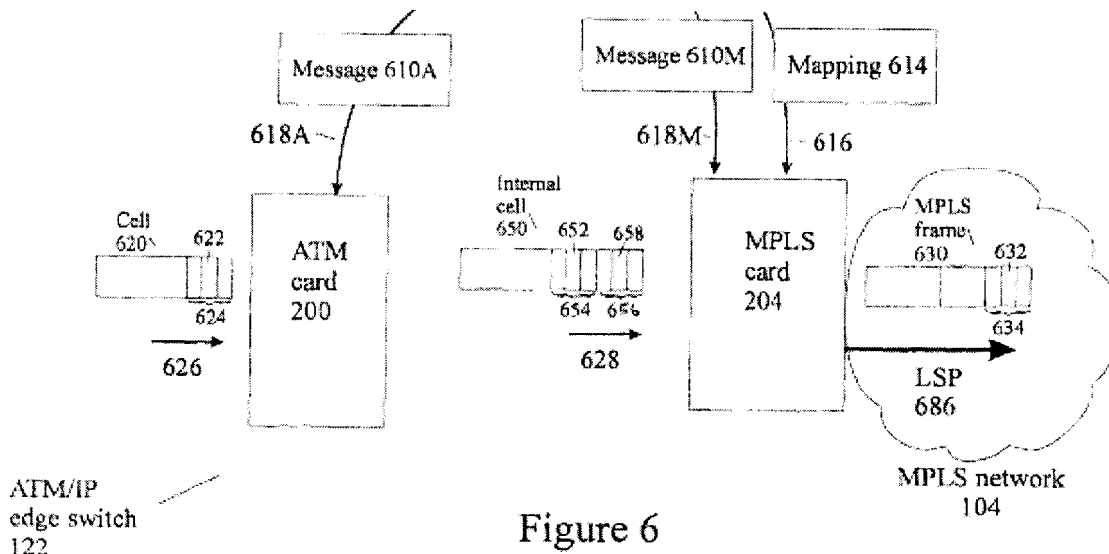 Message 610A
Message 610M
Mapping 614
618A
618M
616
Cell
620
622
624
626
ATM
card
200
Internal
cell
650
652
658
654
656
628
MPLS
card
204
MPLS
frame
630
632
634
LSP
686
MPLS network
104
ATM/IP
edge switch
122
Figure 6